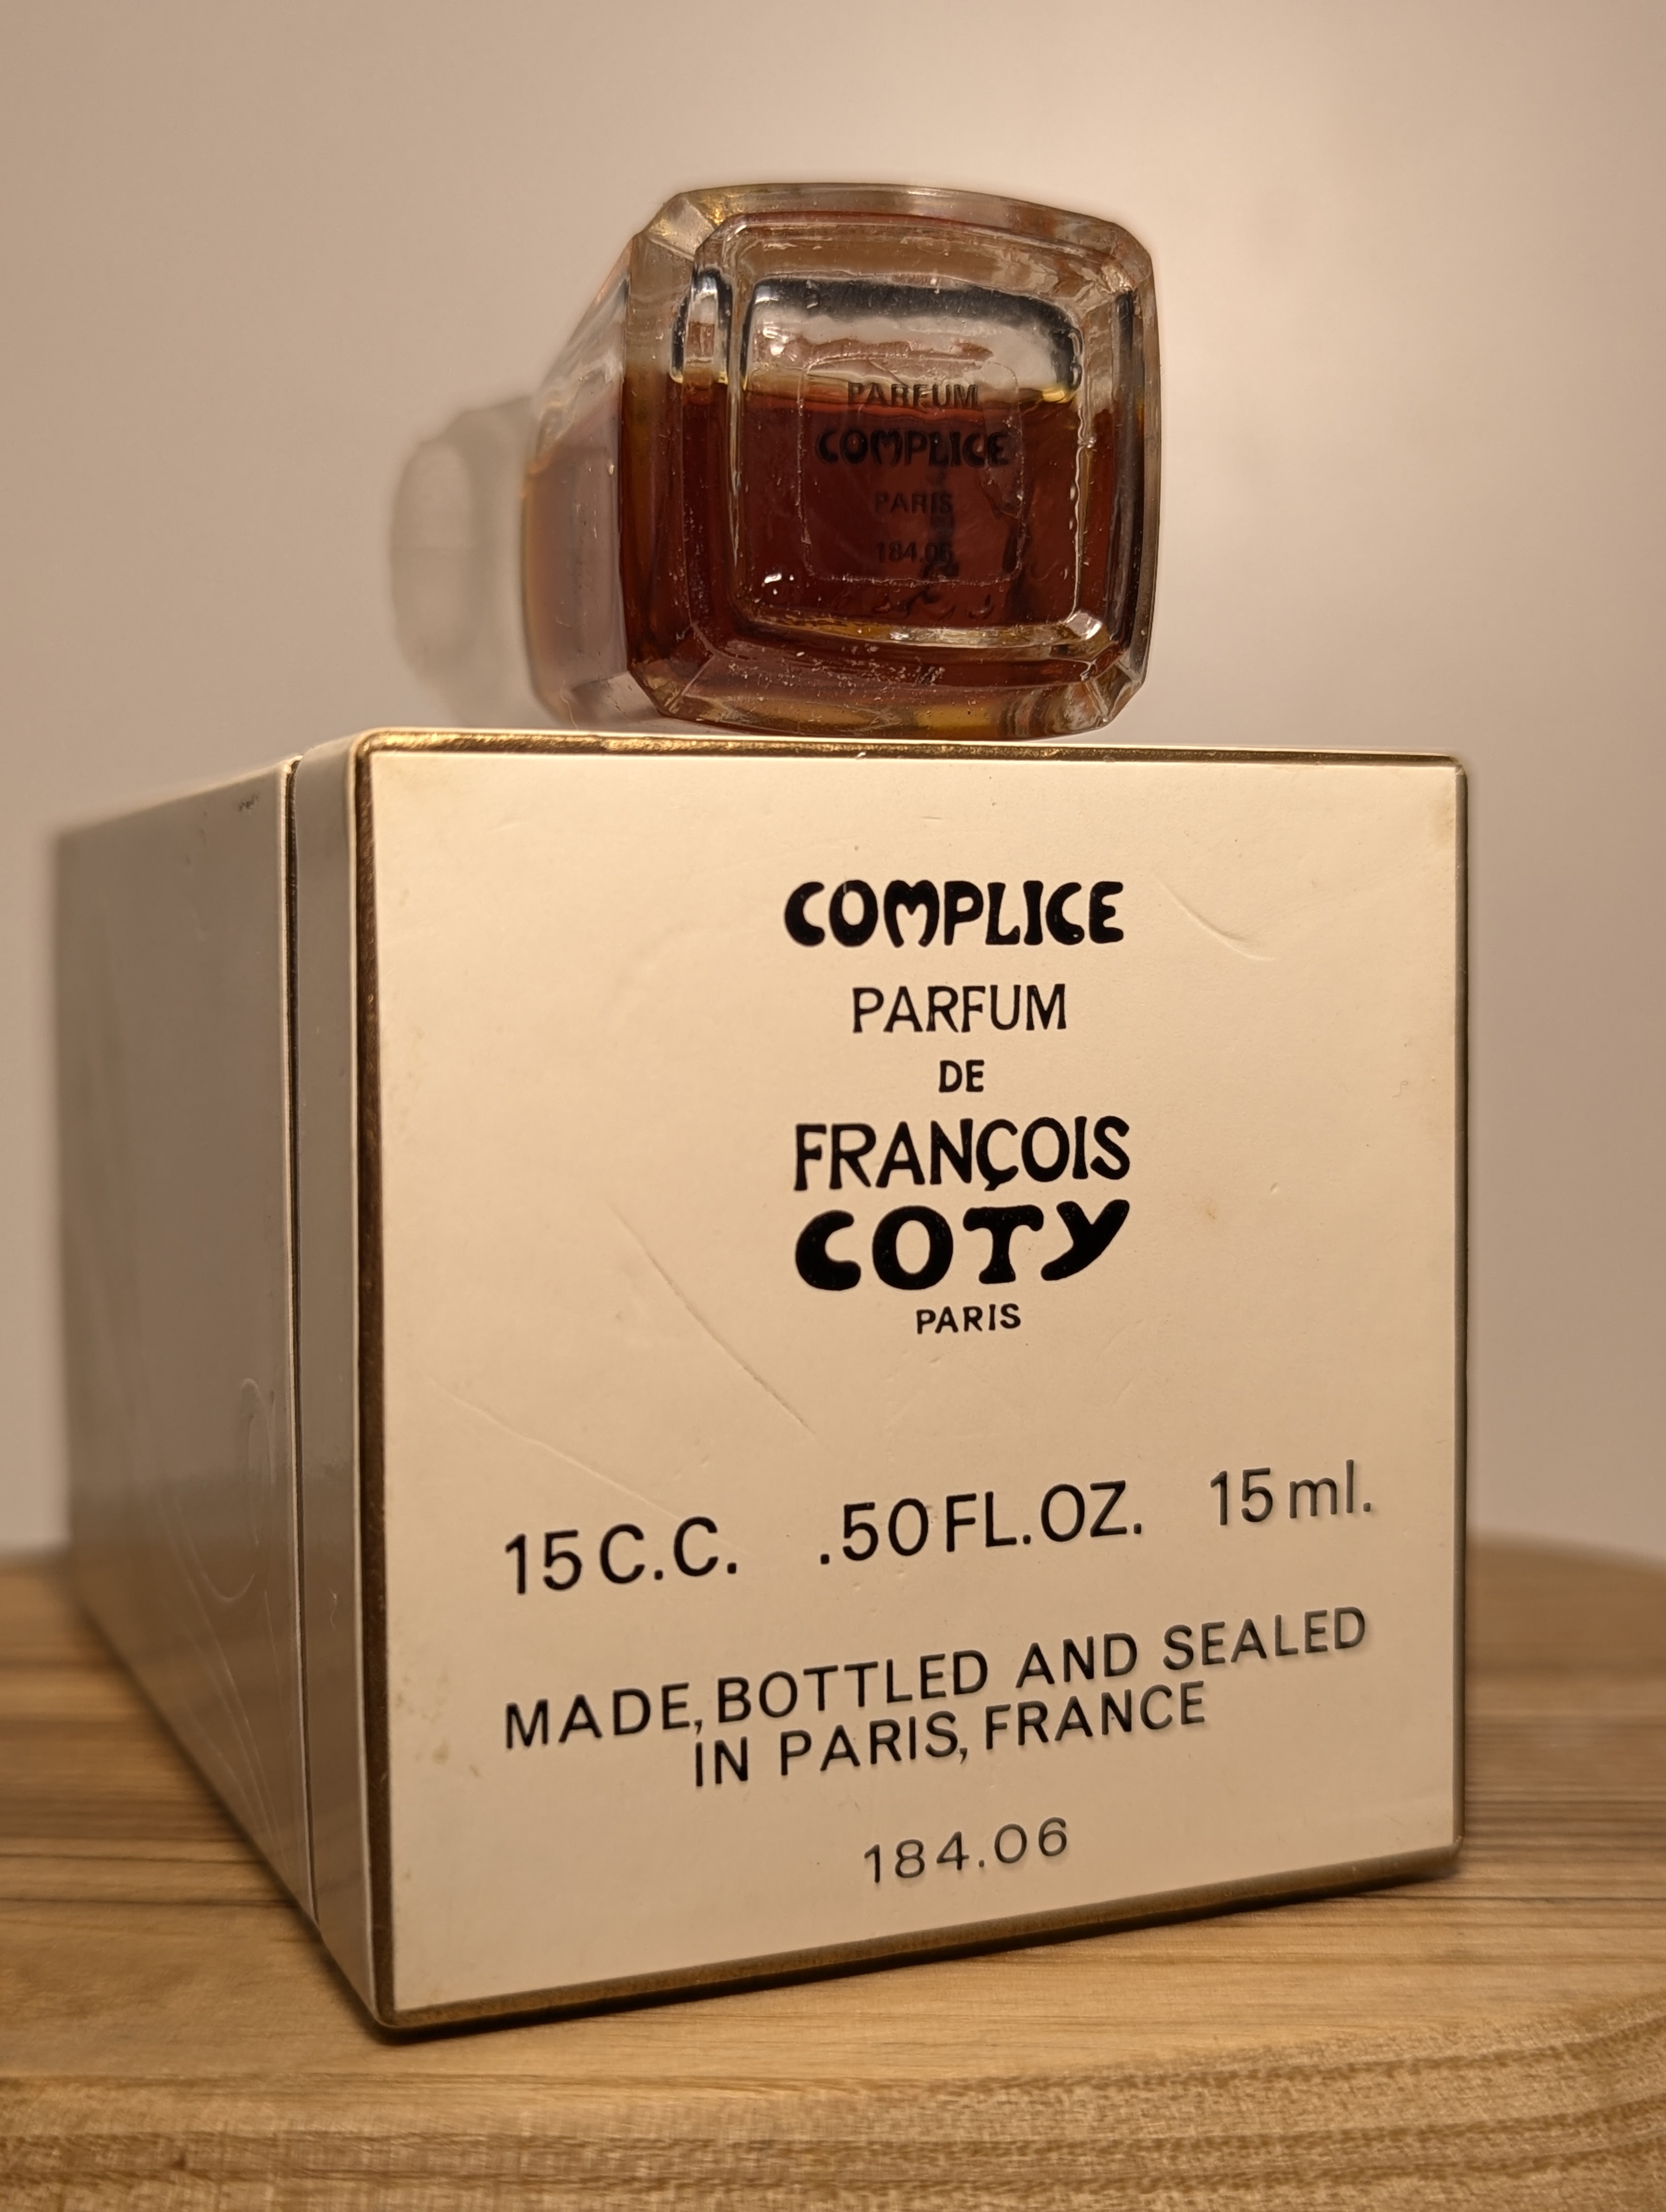 PARFUM
COMPLICE
PARIS
184.06
COMPLICE
PARFUM
DE
FRANÇOIS
COTY
PARIS
15 C.C. .50 FL.OZ. 15 ml.
MADE, BOTTLED AND SEALED
IN PARIS, FRANCE
184.06